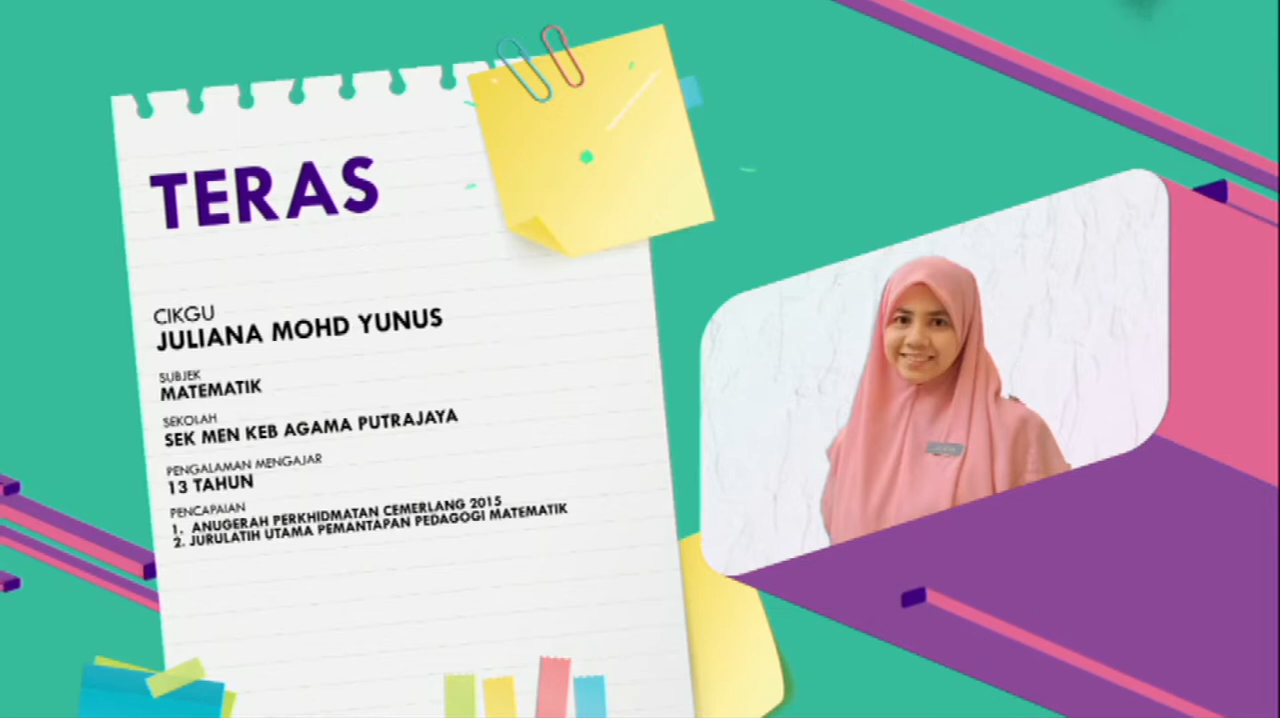 TERAS
CIKGU
JULIANA MOHD YUNUS
SUBJEK
MATEMATIK
SEKOLAH
SEK MEN KEB AGAMA PUTRAJAYA
PENGALAMAN MENGAJAR
13 TAHUN
PENCAPAIAN
1. ANUGERAH PERKHIDMATAN CEMERLANG 2015
2. JURULATIH UTAMA PEMANTAPAN PEDAGOGI MATEMATIK